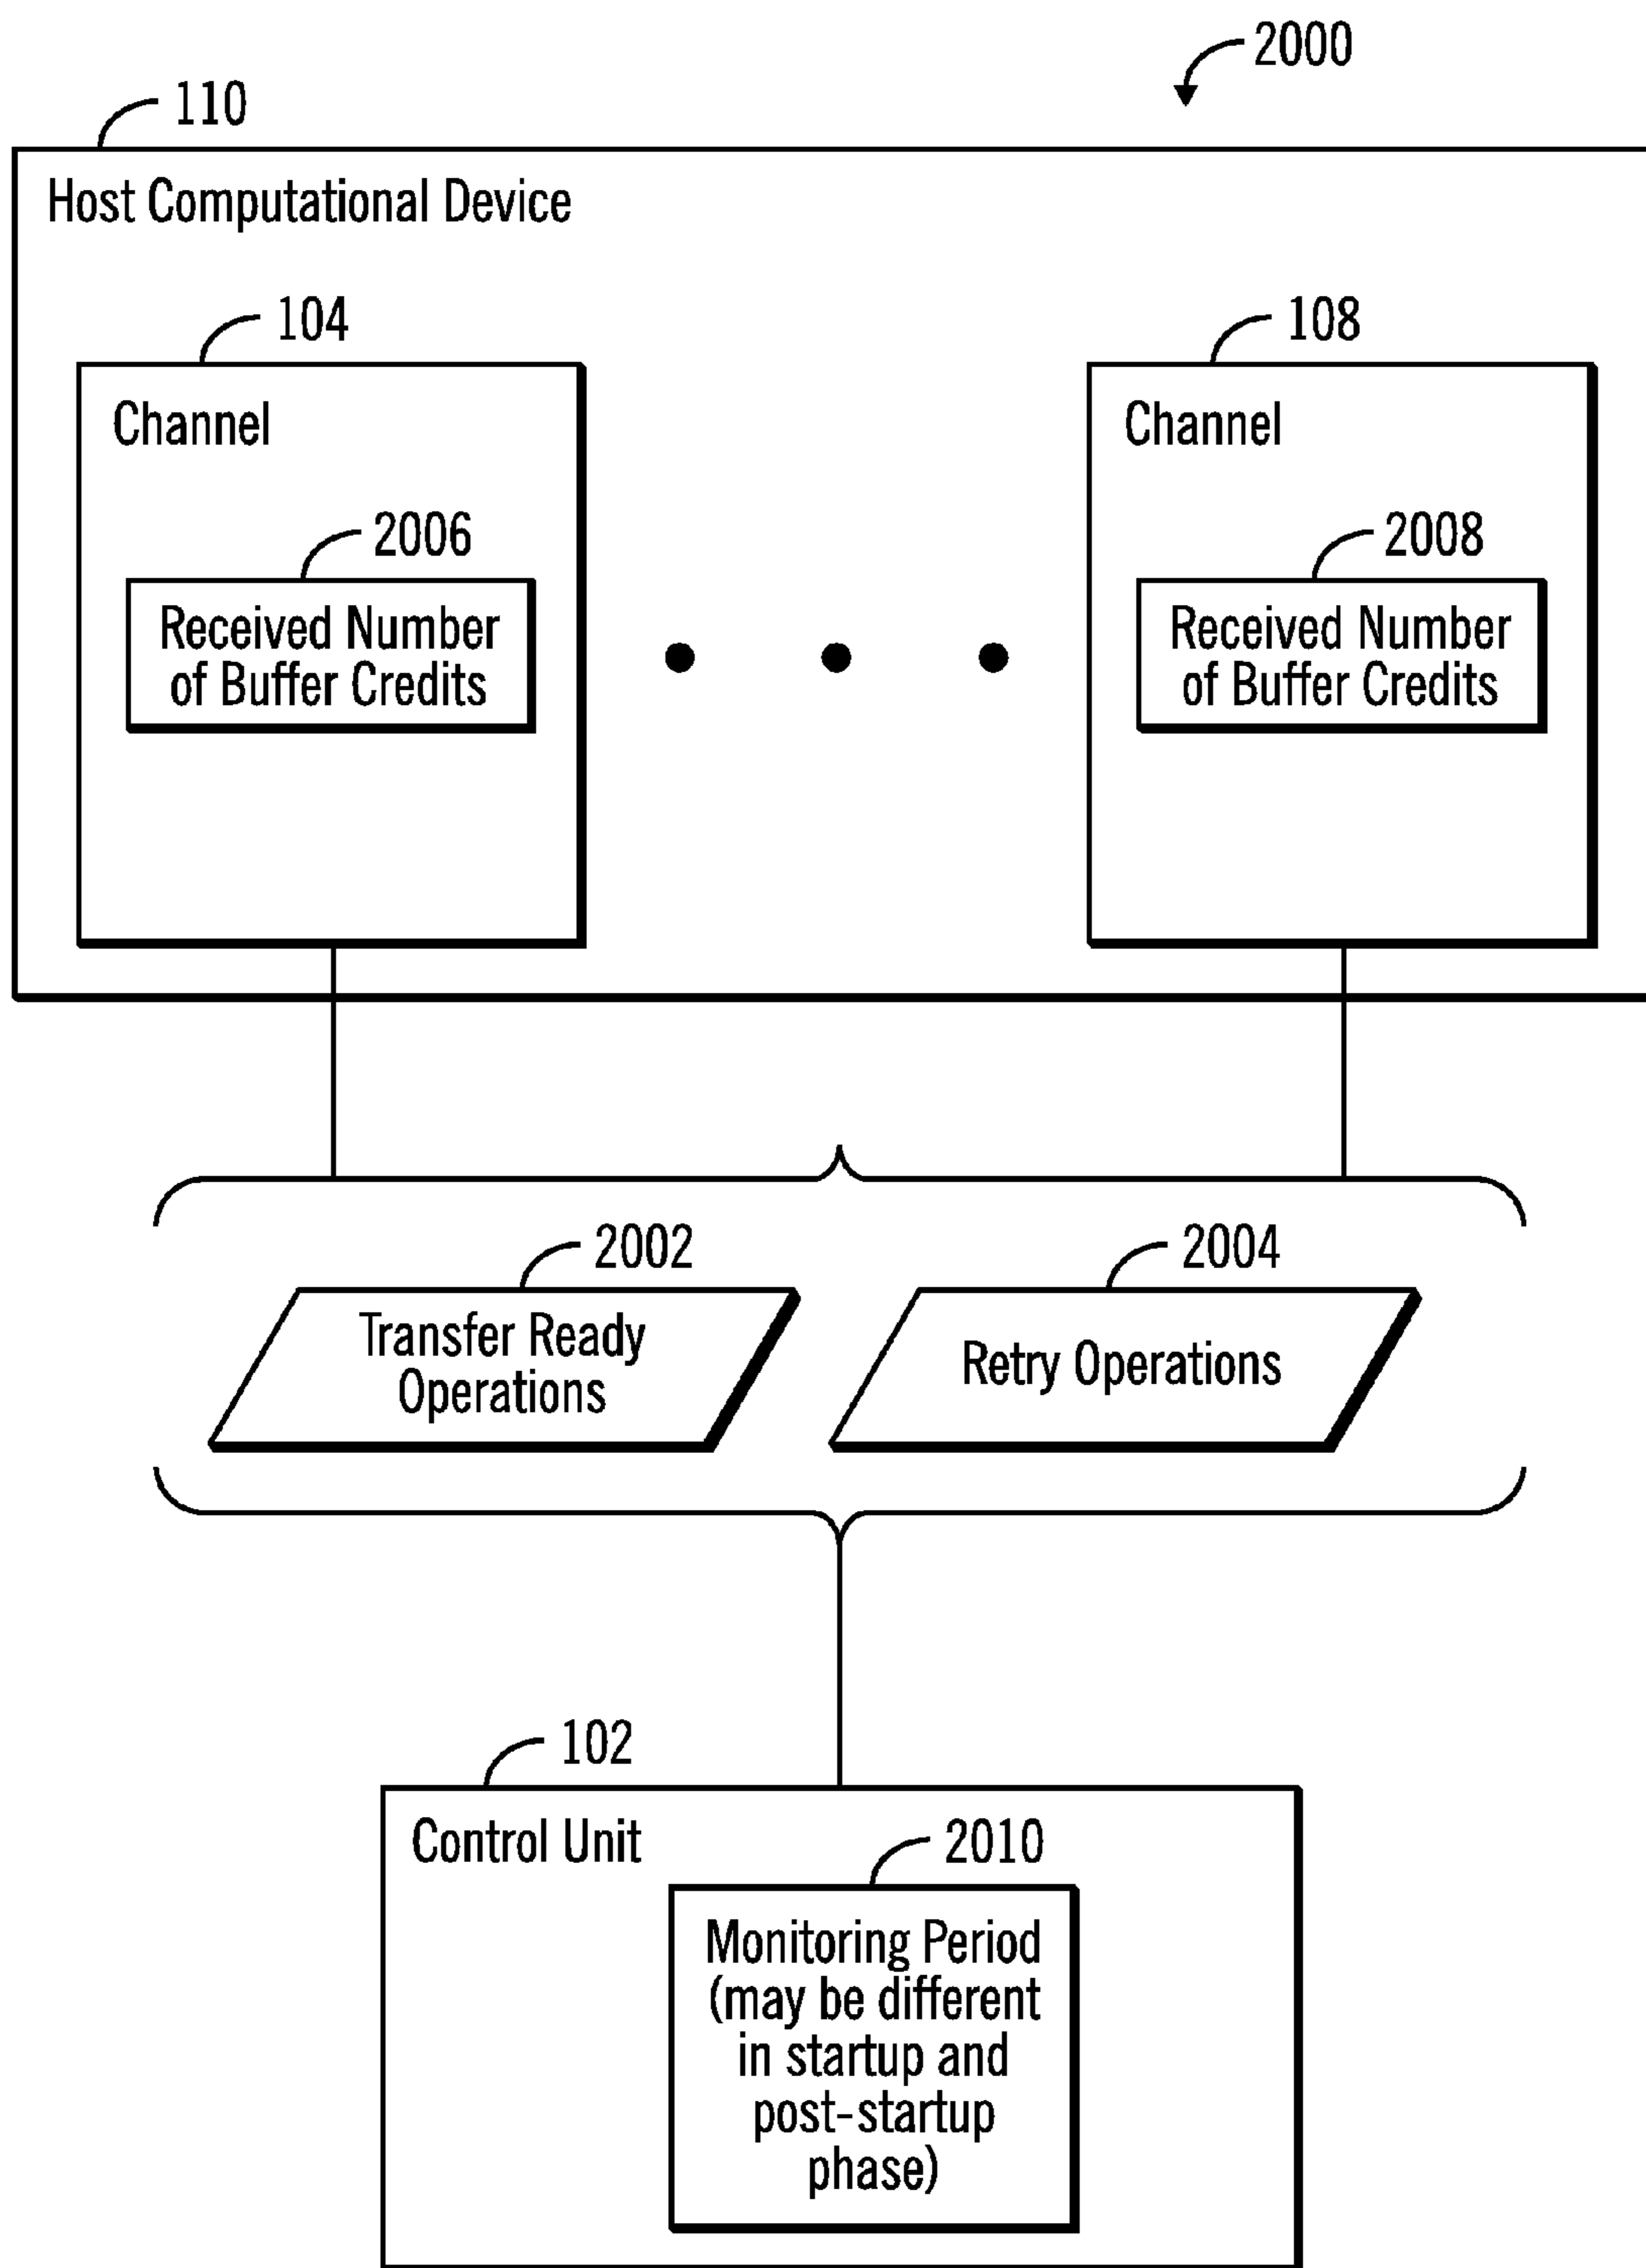 2000
110
Host Computational Device
104
108
Channel
Channel
2006
2008
Received Number
of Buffer Credits
Received Number
of Buffer Credits
2002
2004
Transfer Ready
Operations
Retry Operations
102
Control Unit
2010
Monitoring Period
(may be different
in startup and
post-startup
phase)